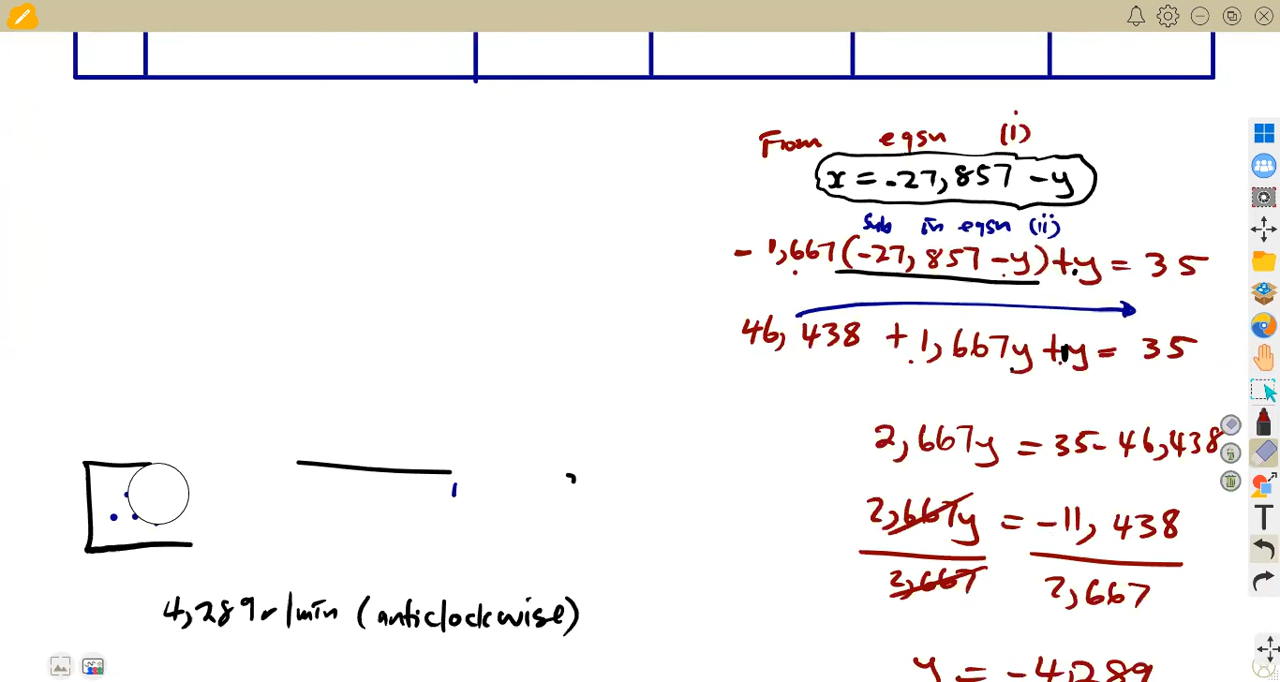 From eqsn (i)
x = -27,857 - y
Sub in eqsn (ii)
- 1,667(-27,857 - y) + y = 35
46,438 + 1,667y + y = 35
2,667y = 35 - 46,438
2,667y = -11,438
2,667 2,667
4,289 r/min (anticlockwise)
y = -4,289